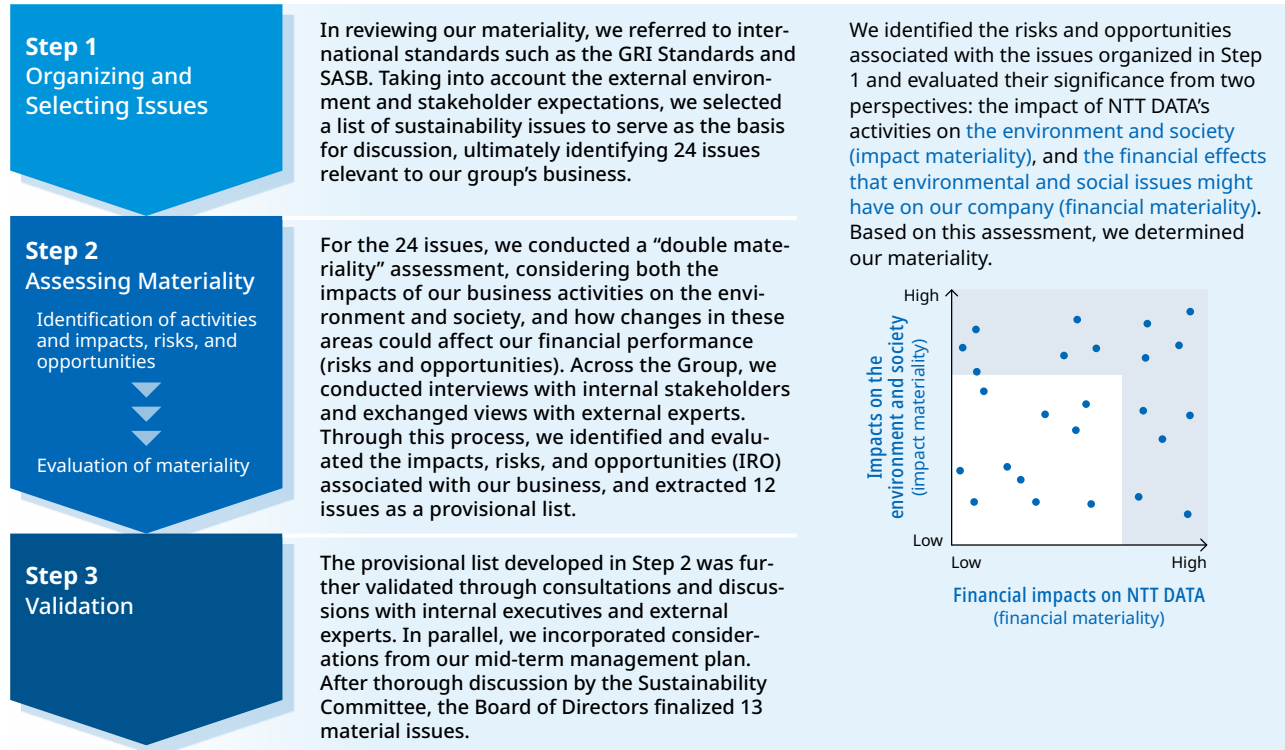 Step 1
Organizing and
Selecting Issues
In reviewing our materiality, we referred to inter-
national standards such as the GRI Standards and
SASB. Taking into account the external environ-
ment and stakeholder expectations, we selected
a list of sustainability issues to serve as the basis
for discussion, ultimately identifying 24 issues
relevant to our group’s business.
Step 2
Assessing Materiality
Identification of activities
and impacts, risks, and
opportunities
Evaluation of materiality
For the 24 issues, we conducted a “double mate-
riality” assessment, considering both the
impacts of our business activities on the envi-
ronment and society, and how changes in these
areas could affect our financial performance
(risks and opportunities). Across the Group, we
conducted interviews with internal stakeholders
and exchanged views with external experts.
Through this process, we identified and evalu-
ated the impacts, risks, and opportunities (IRO)
associated with our business, and extracted 12
issues as a provisional list.
Step 3
Validation
The provisional list developed in Step 2 was fur-
ther validated through consultations and discus-
sions with internal executives and external
experts. In parallel, we incorporated consider-
ations from our mid-term management plan.
After thorough discussion by the Sustainability
Committee, the Board of Directors finalized 13
material issues.
We identified the risks and opportunities
associated with the issues organized in Step
1 and evaluated their significance from two
perspectives: the impact of NTT DATA’s
activities on the environment and society
(impact materiality), and the financial effects
that environmental and social issues might
have on our company (financial materiality).
Based on this assessment, we determined
our materiality.
High
Impacts on the
environment and society
(impact materiality)
Low
Low
High
Financial impacts on NTT DATA
(financial materiality)